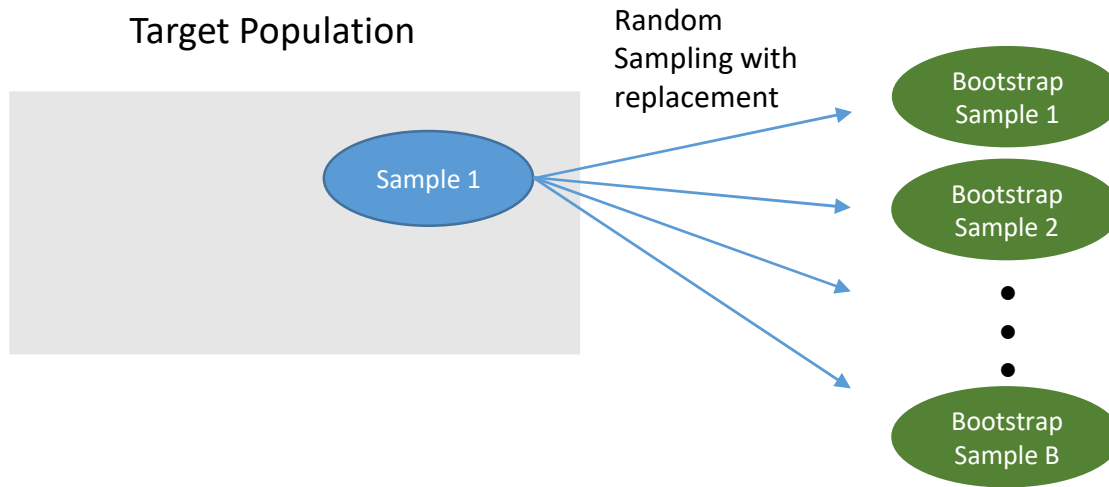 Target Population
Random
Sampling with
replacement
Sample 1
Bootstrap
Sample 1
Bootstrap
Sample 2
Bootstrap
Sample B